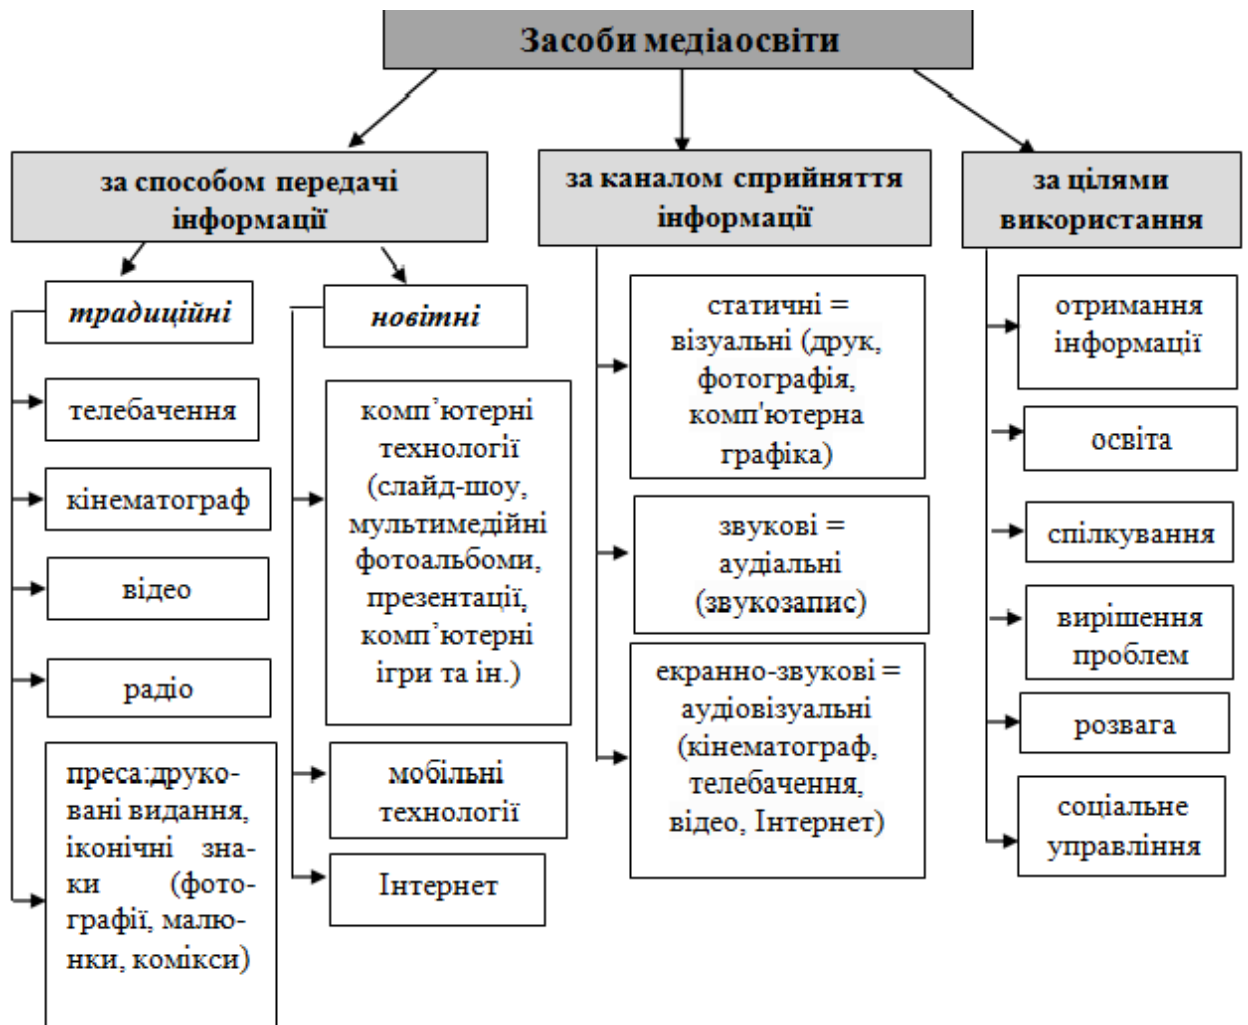 Засоби медіаосвіти
за способом передачі
інформації
традиційні
телебачення
кінематограф
відео
радіо
преса:друко-
вані видання,
іконічні зна-
ки (фото-
графії, малю-
нки, комікси)
новітні
комп’ютерні
технології
(слайд-шоу,
мультимедійні
фотоальбоми,
презентації,
комп’ютерні
ігри та ін.)
мобільні
технології
Інтернет
за каналом сприйняття
інформації
статичні =
візуальні (друк,
фотографія,
комп'ютерна
графіка)
звукові =
аудіальні
(звукозапис)
екранно-звукові =
аудіовізуальні
(кінематограф,
телебачення,
відео, Інтернет)
за цілями
використання
отримання
інформації
освіта
спілкування
вирішення
проблем
розвага
соціальне
управління